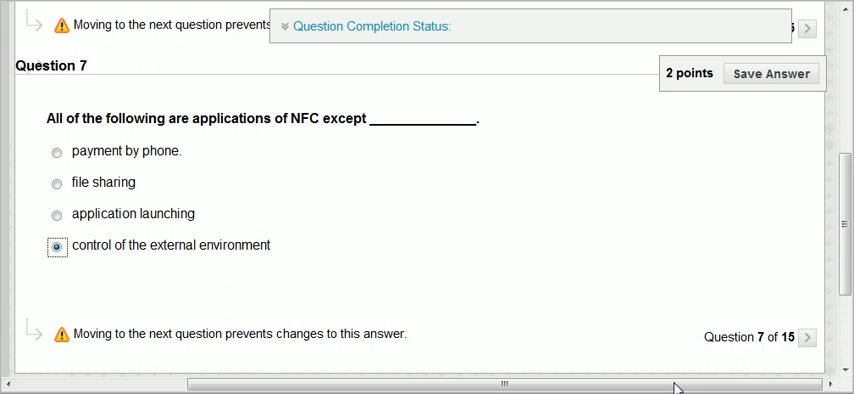 Moving to the next question prevents
Question Completion Status:
5
Question 7
2 points
Save Answer
All of the following are applications of NFC except ______________.
payment by phone.
file sharing
application launching
control of the external environment
Moving to the next question prevents changes to this answer.
Question 7 of 15